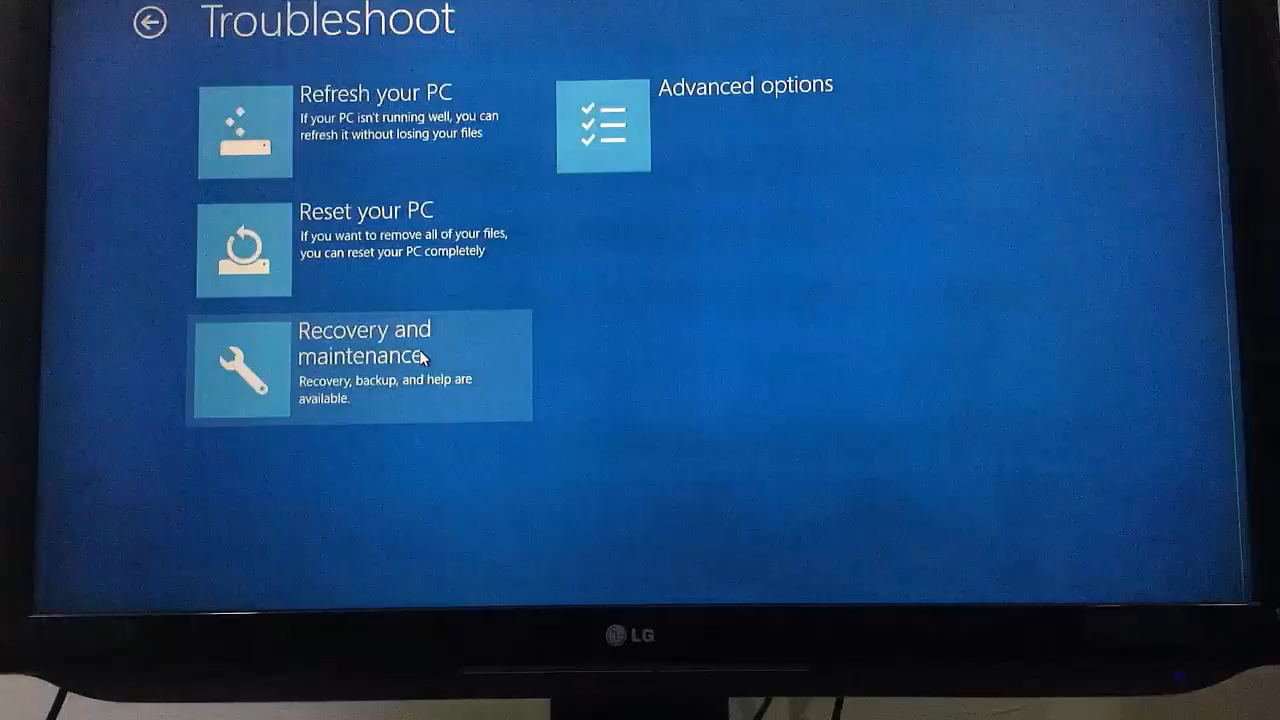 Troubleshoot
Refresh your PC
If your PC isn't running well, you can
refresh it without losing your files
Reset your PC
If you want to remove all of your files,
you can reset your PC completely
Recovery and
maintenance
Recovery, backup, and help are
available.
Advanced options
LG